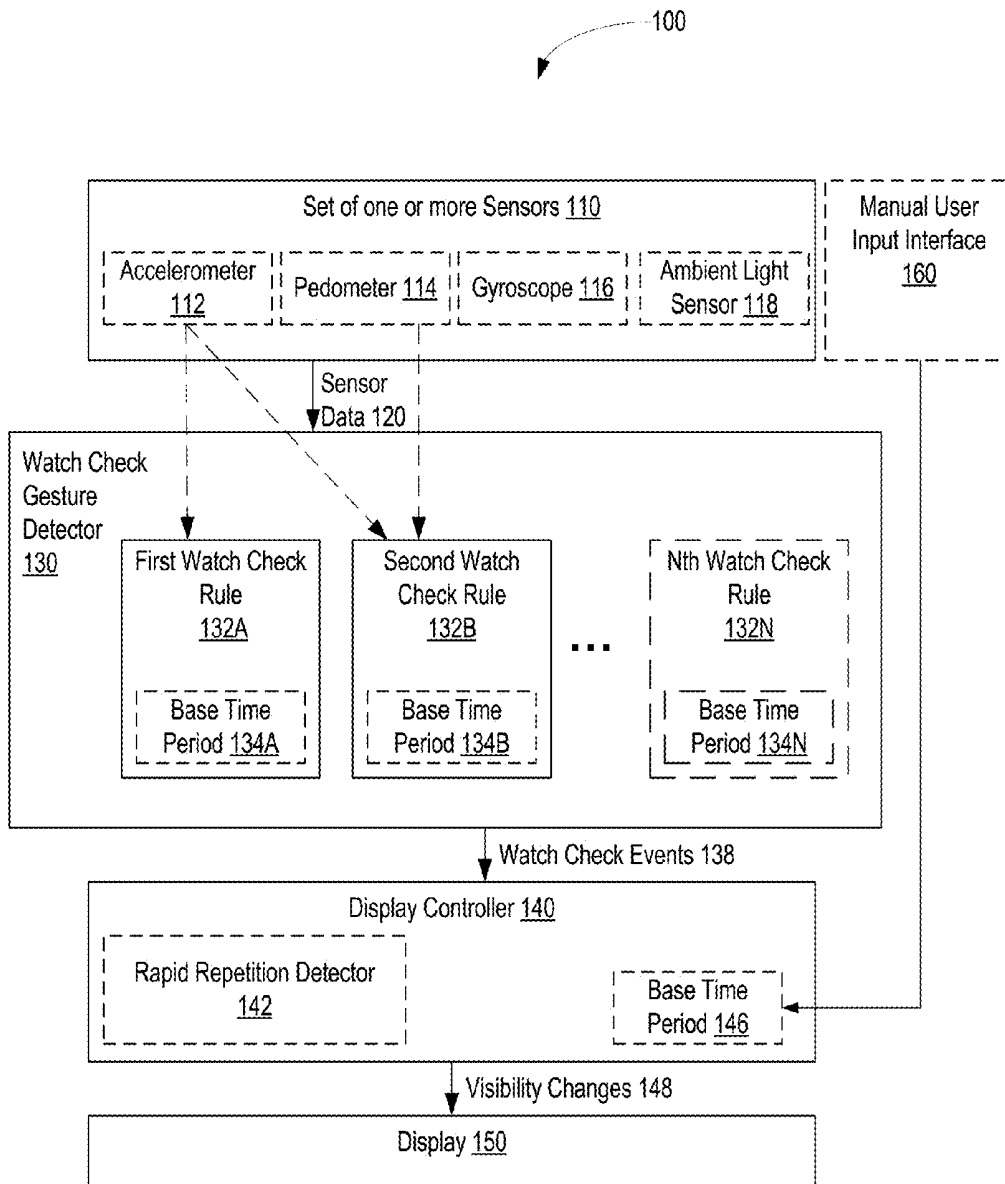 100
Set of one or more Sensors 110
Accelerometer
112
Pedometer 114
Gyroscope 116
Ambient Light
Sensor 118
Manual User
Input Interface
160
Sensor
Data 120
Watch Check
Gesture
Detector
130
First Watch Check
Rule
132A
Base Time
Period 134A
Second Watch
Check Rule
132B
Base Time
Period 134B
...
Nth Watch Check
Rule
132N
Base Time
Period 134N
Watch Check Events 138
Display Controller 140
Rapid Repetition Detector
142
Base Time
Period 146
Visibility Changes 148
Display 150